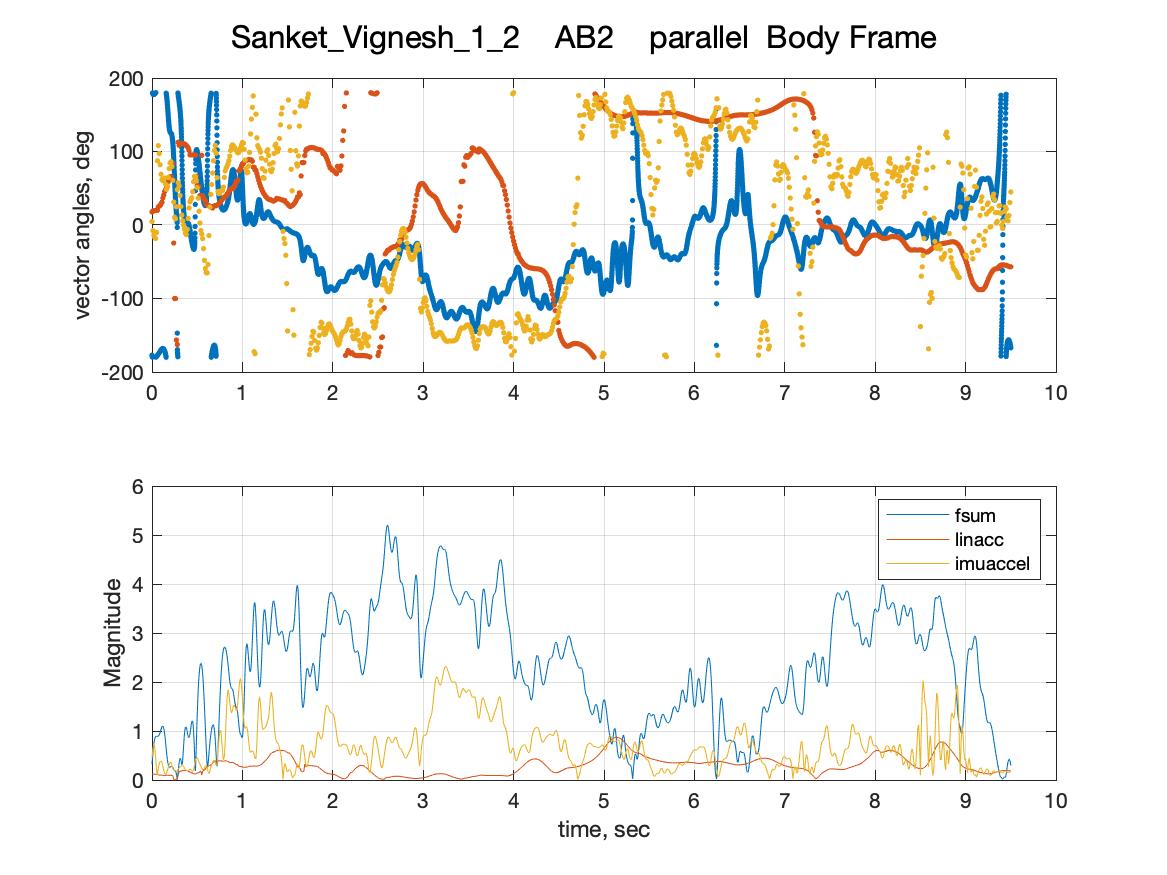 Sanket_Vignesh_1_2 AB2 parallel Body Frame
200
100
0
-100
-200
vector angles, deg
0 1 2 3 4 5 6 7 8 9 10
6
5
4
3
2
1
0
Magnitude
fsum
linacc
imuaccel
0 1 2 3 4 5 6 7 8 9 10
time, sec